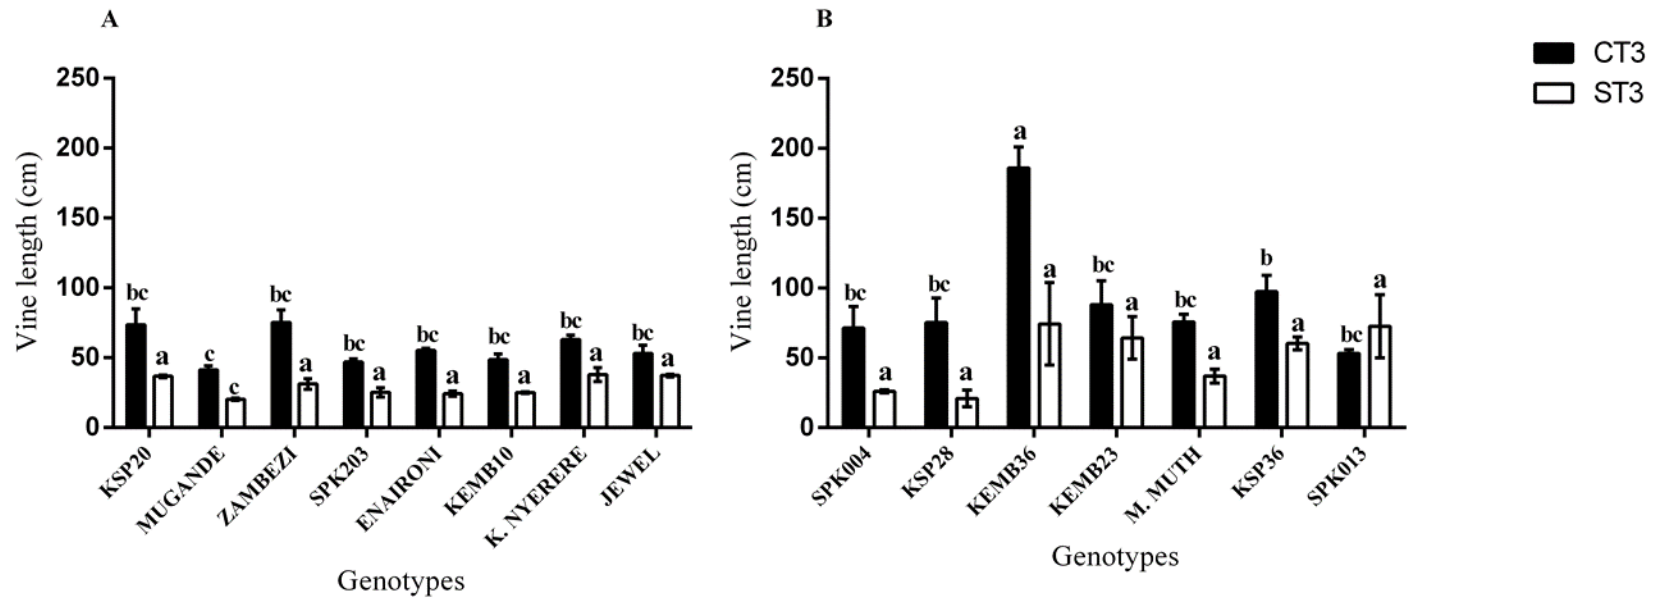 A
250
200
150
100
50
0
Vine length (cm)
bc a c c bc a bc a bc a bc a bc a bc a
KSP20 MUGANDE ZAMBEZI SPK203 ENAIRONI KEMB10 K. NYERERE JEWEL
Genotypes
B
250
200
150
100
50
0
Vine length (cm)
bc a bc a a a bc a bc a b a bc a
SPK004 KSP28 KEMB36 KEMB23 M. MUTH KSP36 SPK013
Genotypes
CT3
ST3